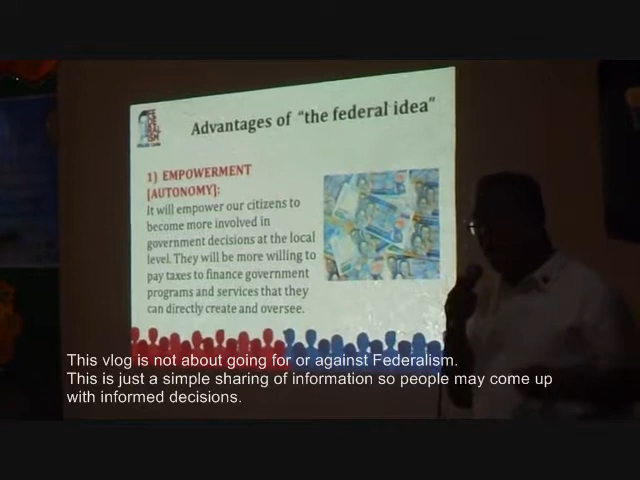 Advantages of "the federal idea"
1) EMPOWERMENT
[AUTONOMY]:
It will empower our citizens to
become more involved in
government decisions at the local
level. They will be more willing to
pay taxes to finance government
programs and services that they
can directly create and oversee.
This vlog is not about going for or against Federalism.
This is just a simple sharing of information so people may come up
with informed decisions.